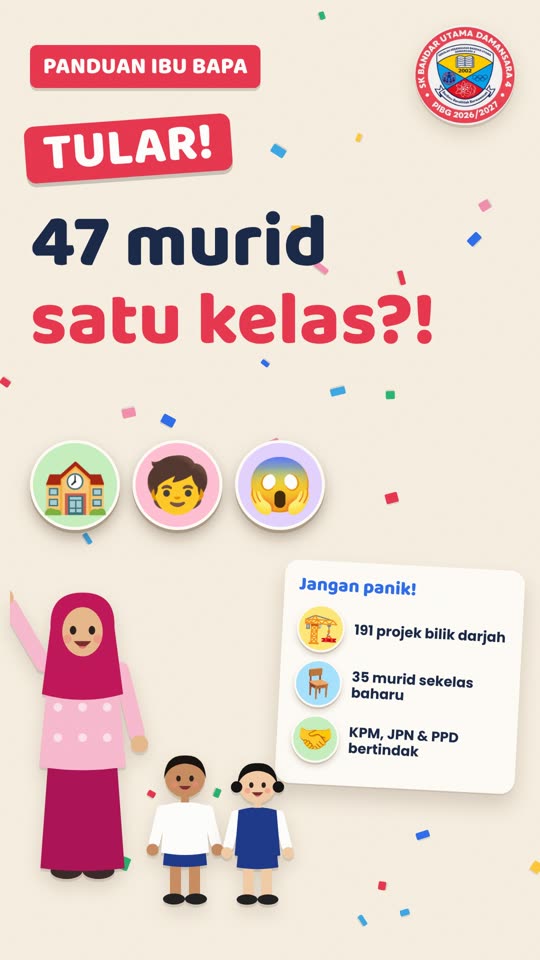 PANDUAN IBU BAPA
SK BANDAR UTAMA DAMANSARA 4
2002
PIBG 2026/2027
TULAR!
47 murid
satu kelas?!
Jangan panik!
191 projek bilik darjah
35 murid sekelas
baharu
KPM, JPN & PPD
bertindak